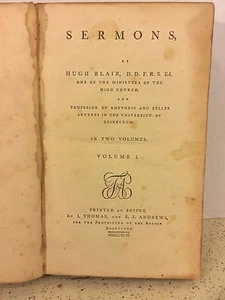 SERMONS,
BY
HUGH BLAIR, D.D. F.R.S. Ed.
ONE OF THE MINISTERS OF THE
HIGH CHURCH,
AND
PROFESSOR OF RHETORIC AND BELLES
LETTRES IN THE UNIVERSITY OF
EDINBURGH.
IN TWO VOLUMES.
VOLUME I.
PRINTED AT BOSTON,
BY I. THOMAS, AND E. T. ANDREWS,
FOR THE PROPRIETORS OF THE BOSTON
BOOKSTORE,